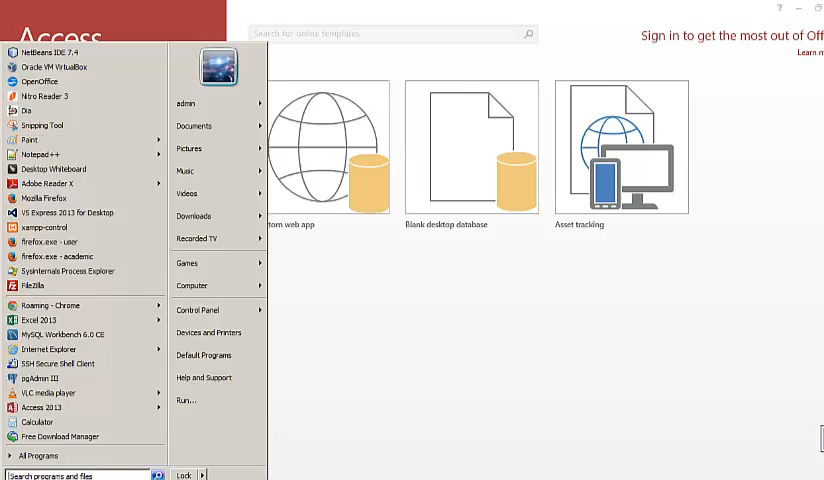 Access
Search for online templates
Sign in to get the most out of Off
Learn m
NetBeans IDE 7.4
Oracle VM VirtualBox
OpenOffice
Nitro Reader 3
Dia
Snipping Tool
Paint
Notepad++
Desktop Whiteboard
Adobe Reader X
Mozilla Firefox
VS Express 2013 for Desktop
xampp-control
firefox.exe - user
firefox.exe - academic
Sysinternals Process Explorer
FileZilla
Roaming - Chrome
Excel 2013
MySQL Workbench 6.0 CE
Internet Explorer
SSH Secure Shell Client
pgAdmin III
VLC media player
Access 2013
Calculator
Free Download Manager
All Programs
Search programs and files
admin
Documents
Pictures
Music
Videos
Downloads
Recorded TV
Games
Computer
Control Panel
Devices and Printers
Default Programs
Help and Support
Run...
Lock
tom web app
Blank desktop database
Asset tracking